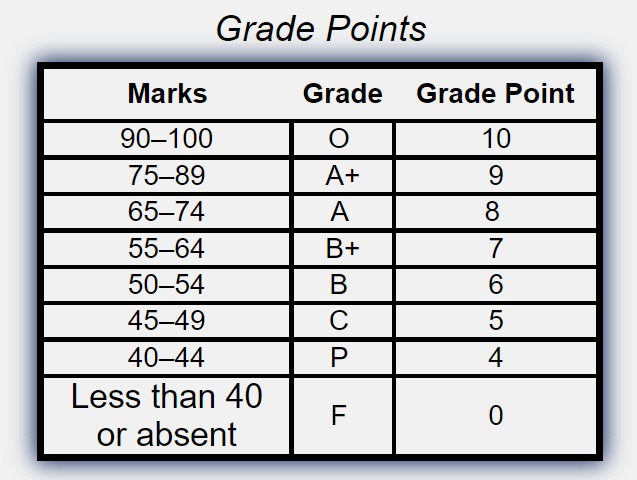 Grade Points
Marks Grade Grade Point
90–100 O 10
75–89 A+ 9
65–74 A 8
55–64 B+ 7
50–54 B 6
45–49 C 5
40–44 P 4
Less than 40
or absent F 0